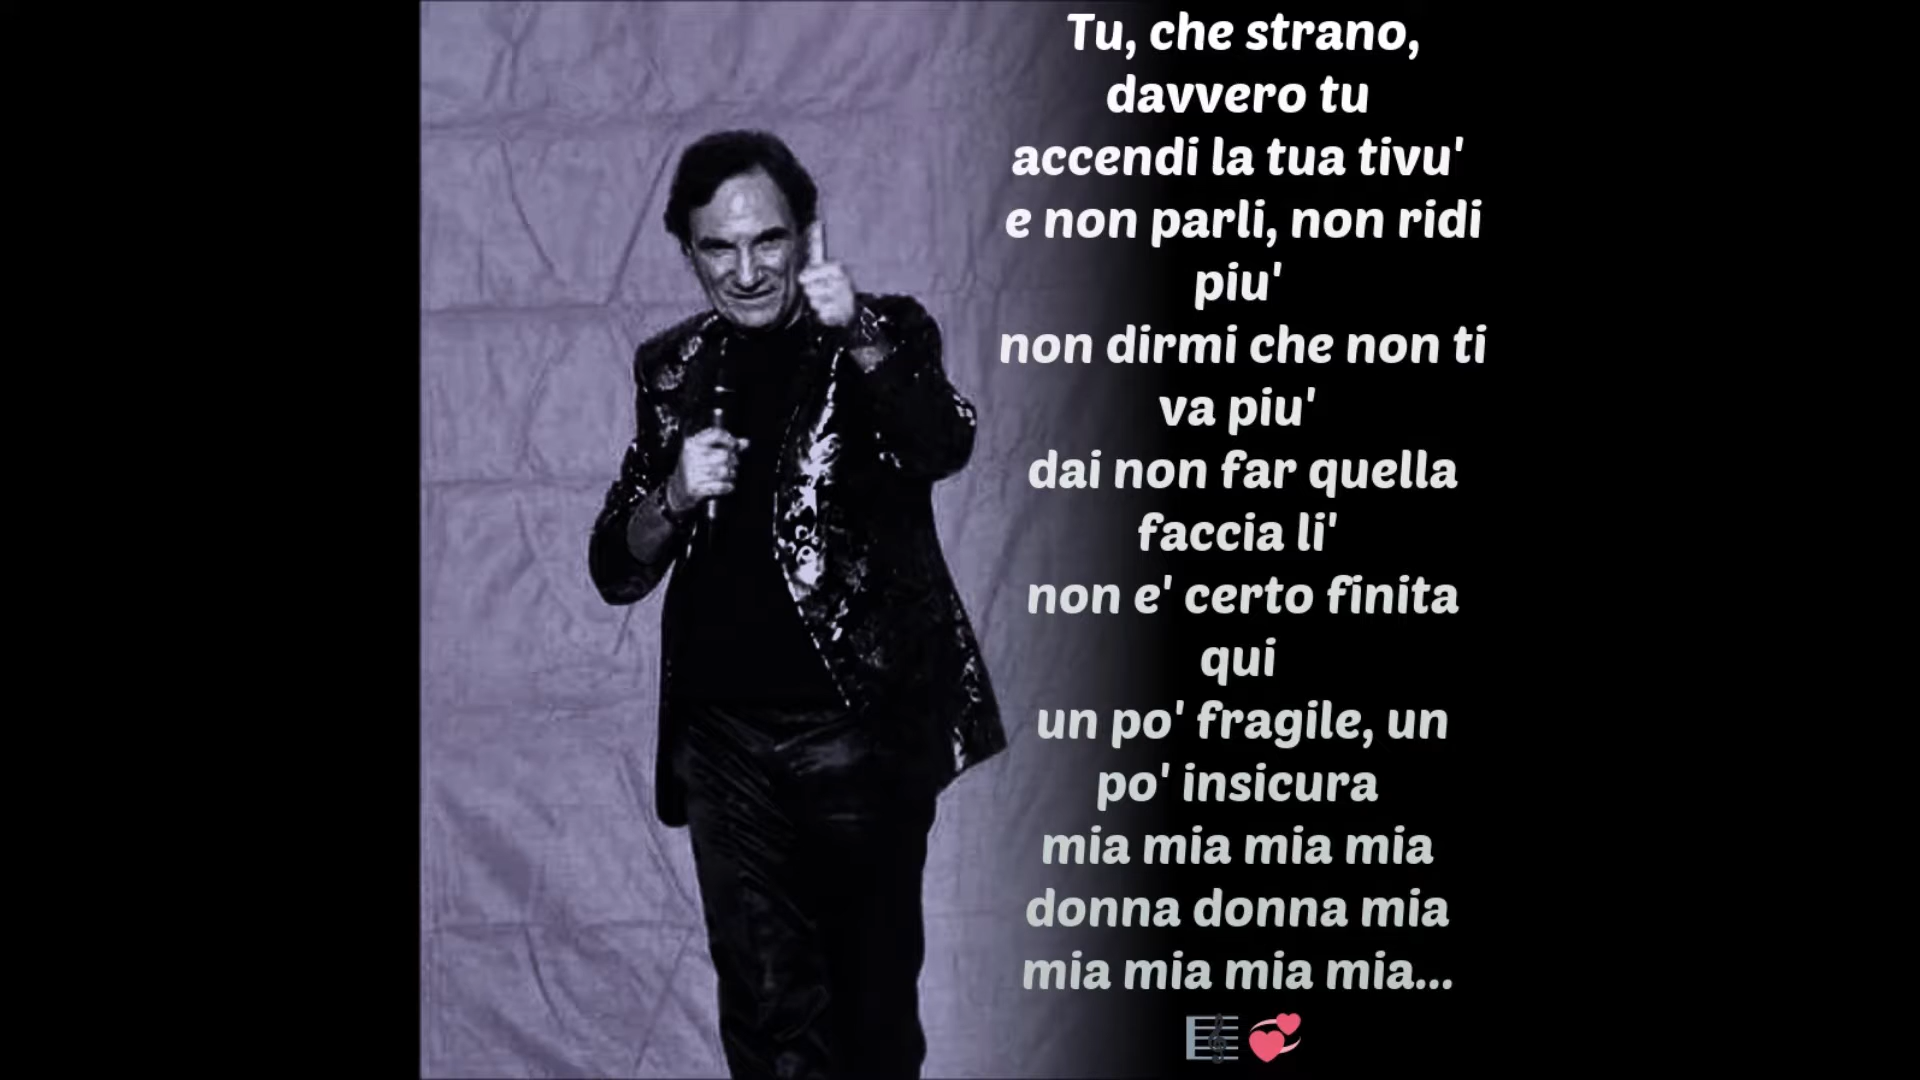 Tu, che strano,
davvero tu
accendi la tua tivu'
e non parli, non ridi
piu'
non dirmi che non ti
va piu'
dai non far quella
faccia li'
non e' certo finita
qui
un po' fragile, un
po' insicura
mia mia mia mia
donna donna mia
mia mia mia mia...